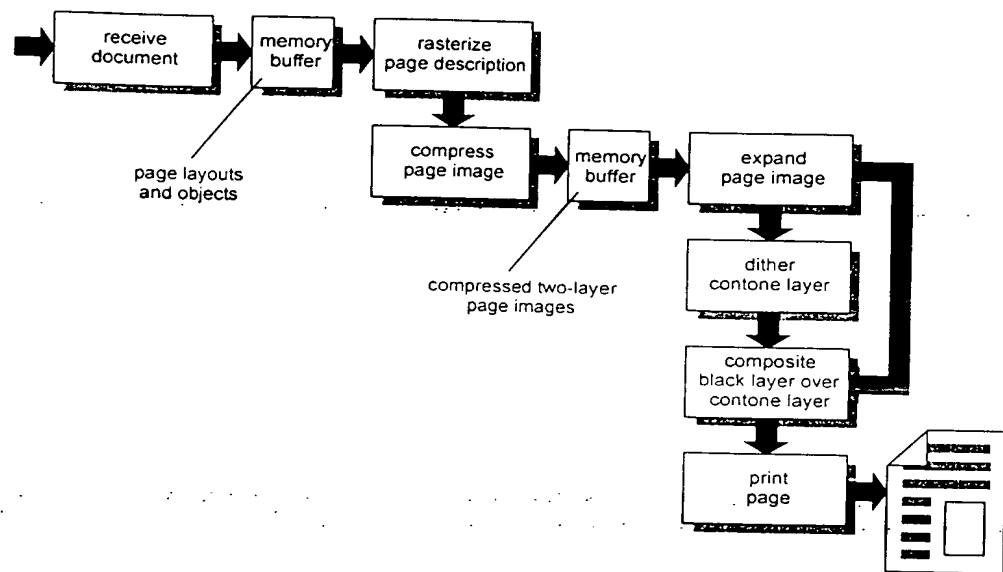 receive
document
memory
buffer
rasterize
page description
page layouts
and objects
compress
page image
memory
buffer
expand
page image
compressed two-layer
page images
dither
contone layer
composite
black layer over
contone layer
print
page